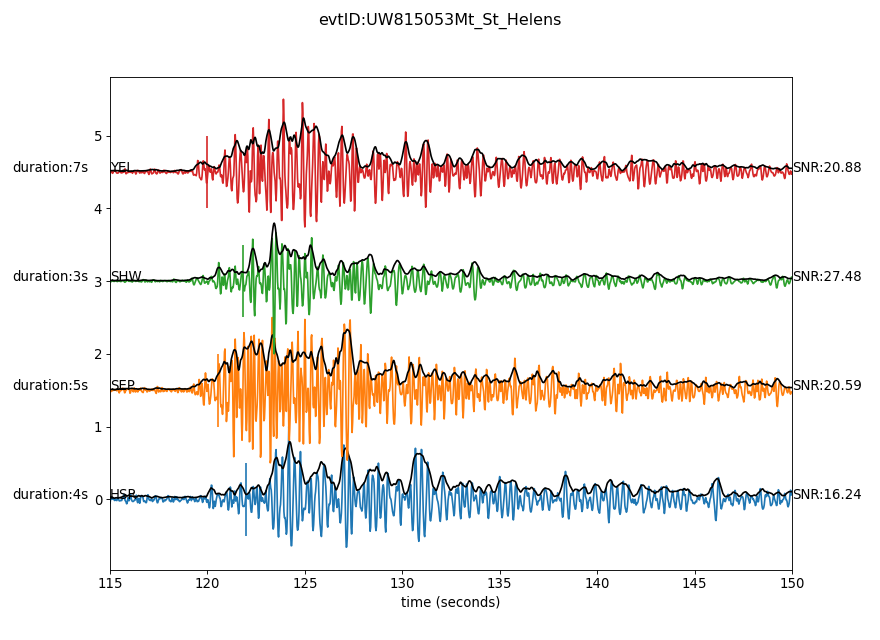 evtID:UW815053Mt_St_Helens
5
duration:7s YEL SNR:20.88
4
duration:3s 3 SHW SNR:27.48
2
duration:5s SEP SNR:20.59
1
duration:4s 0 HSR SNR:16.24
115 120 125 130 135 140 145 150
time (seconds)